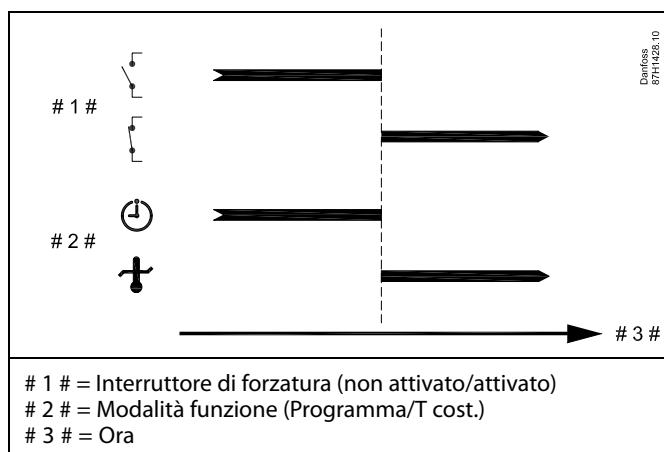 Danfoss
87H1428.10
# 1 #
# 2 #
# 3 #
# 1 # = Interruttore di forzatura (non attivato/attivato)
# 2 # = Modalità funzione (Programma/T cost.)
# 3 # = Ora